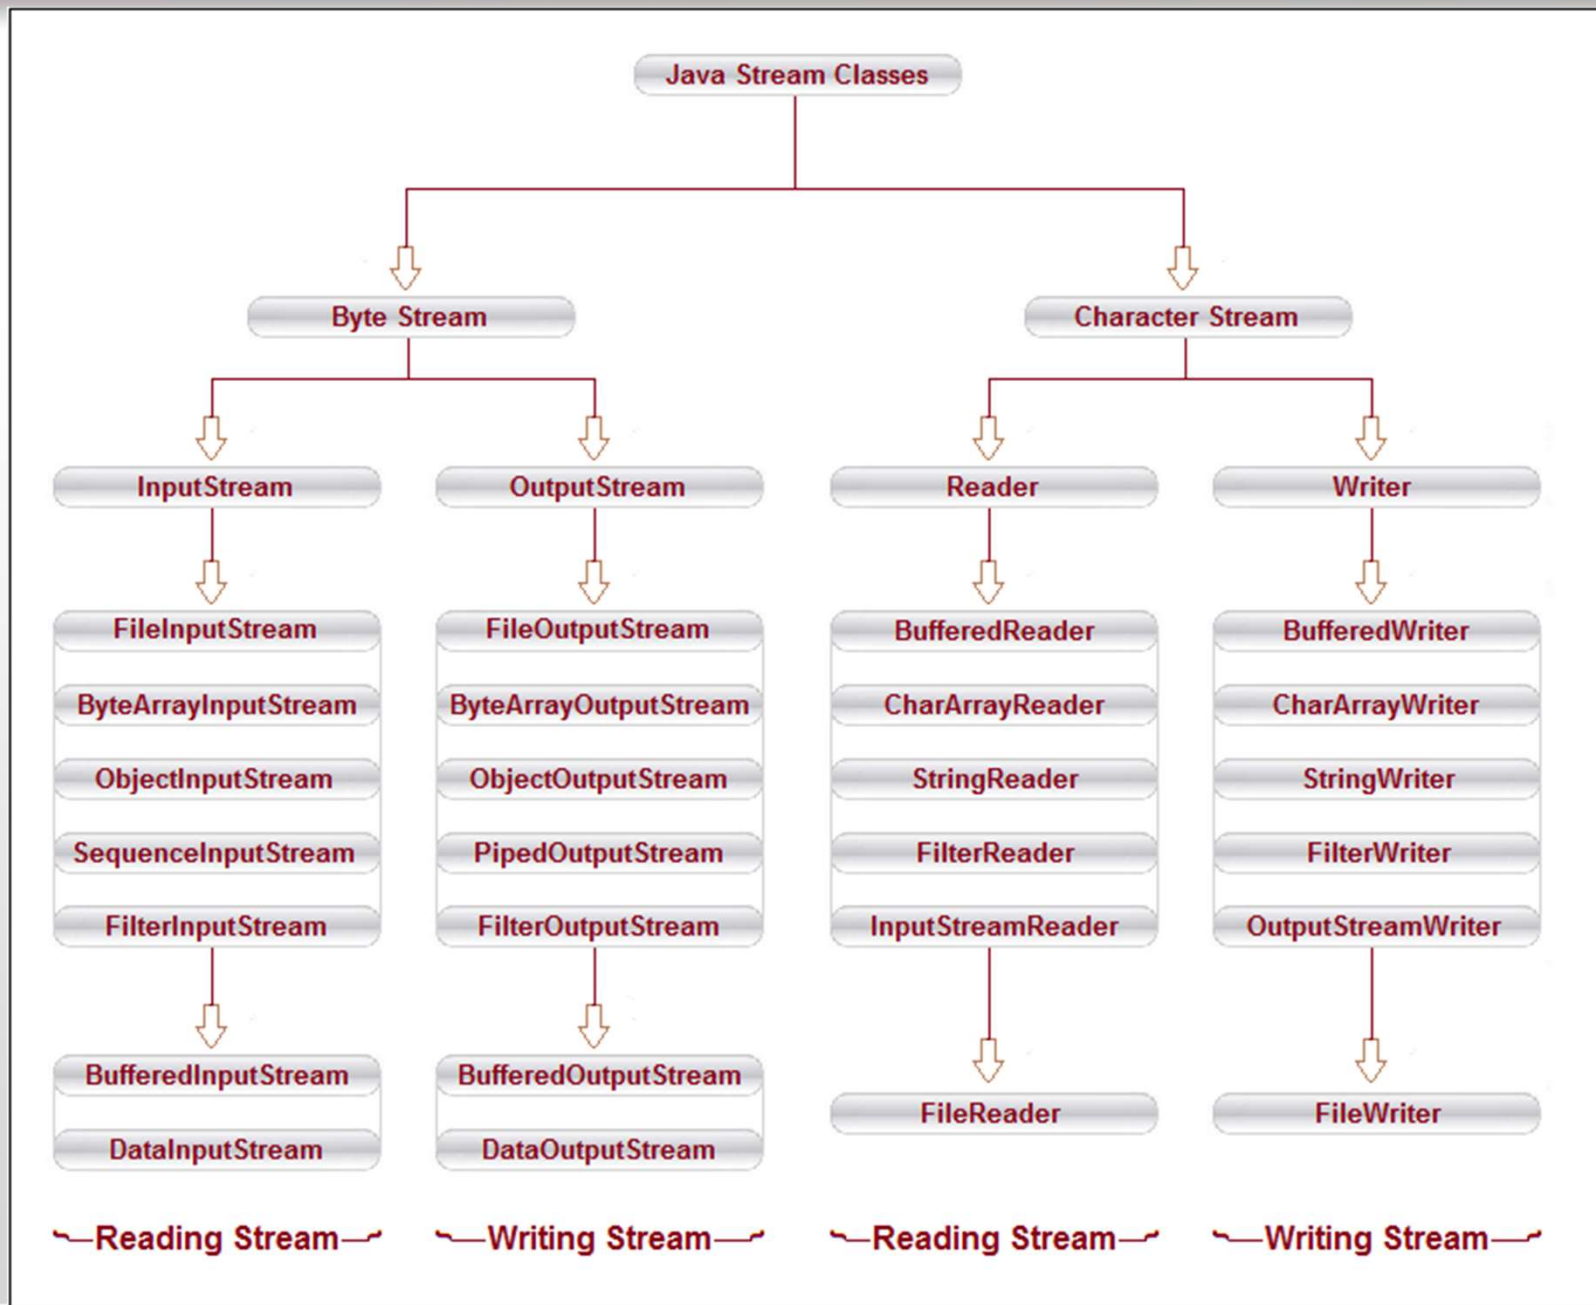 Java Stream Classes
Byte Stream
Character Stream
InputStream
OutputStream
Reader
Writer
FileInputStream
FileOutputStream
BufferedReader
BufferedWriter
ByteArrayInputStream
ByteArrayOutputStream
CharArrayReader
CharArrayWriter
ObjectInputStream
ObjectOutputStream
StringReader
StringWriter
SequenceInputStream
PipedOutputStream
FilterReader
FilterWriter
FilterInputStream
FilterOutputStream
InputStreamReader
OutputStreamWriter
BufferedInputStream
BufferedOutputStream
FileReader
FileWriter
DataInputStream
DataOutputStream
Reading Stream
Writing Stream
Reading Stream
Writing Stream